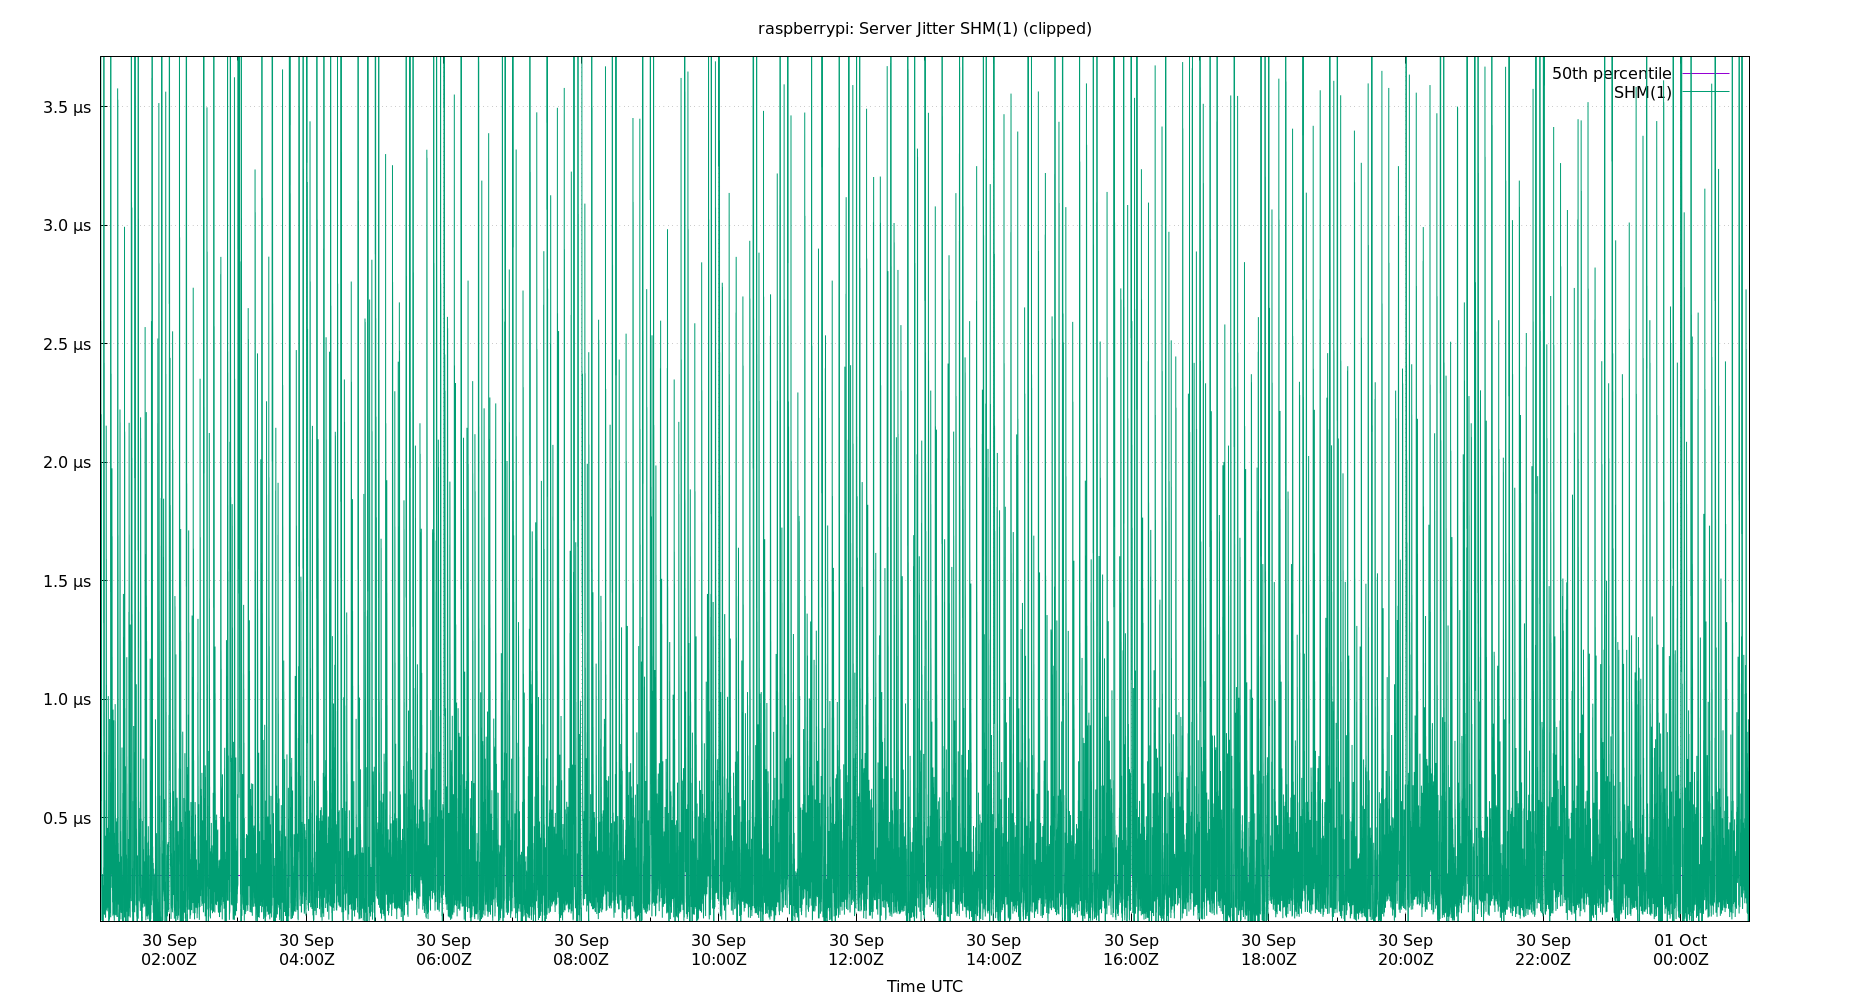 raspberrypi: Server Jitter SHM(1) (clipped)
50th percentile
SHM(1)
3.5 µs
3.0 µs
2.5 µs
2.0 µs
1.5 µs
1.0 µs
0.5 µs
30 Sep 30 Sep 30 Sep 30 Sep 30 Sep 30 Sep 30 Sep 30 Sep 30 Sep 30 Sep 30 Sep 01 Oct
02:00Z 04:00Z 06:00Z 08:00Z 10:00Z 12:00Z 14:00Z 16:00Z 18:00Z 20:00Z 22:00Z 00:00Z
Time UTC